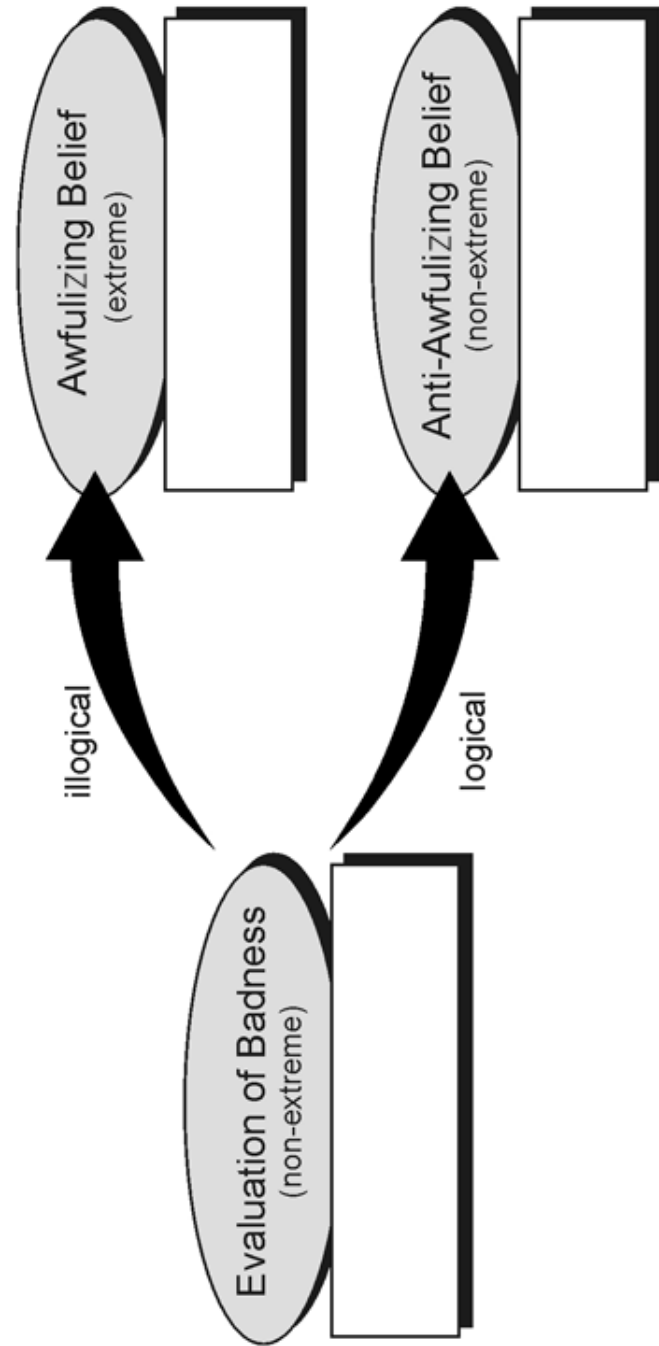 Evaluation of Badness
(non-extreme)
illogical
Awfulizing Belief
(extreme)
logical
Anti-Awfulizing Belief
(non-extreme)